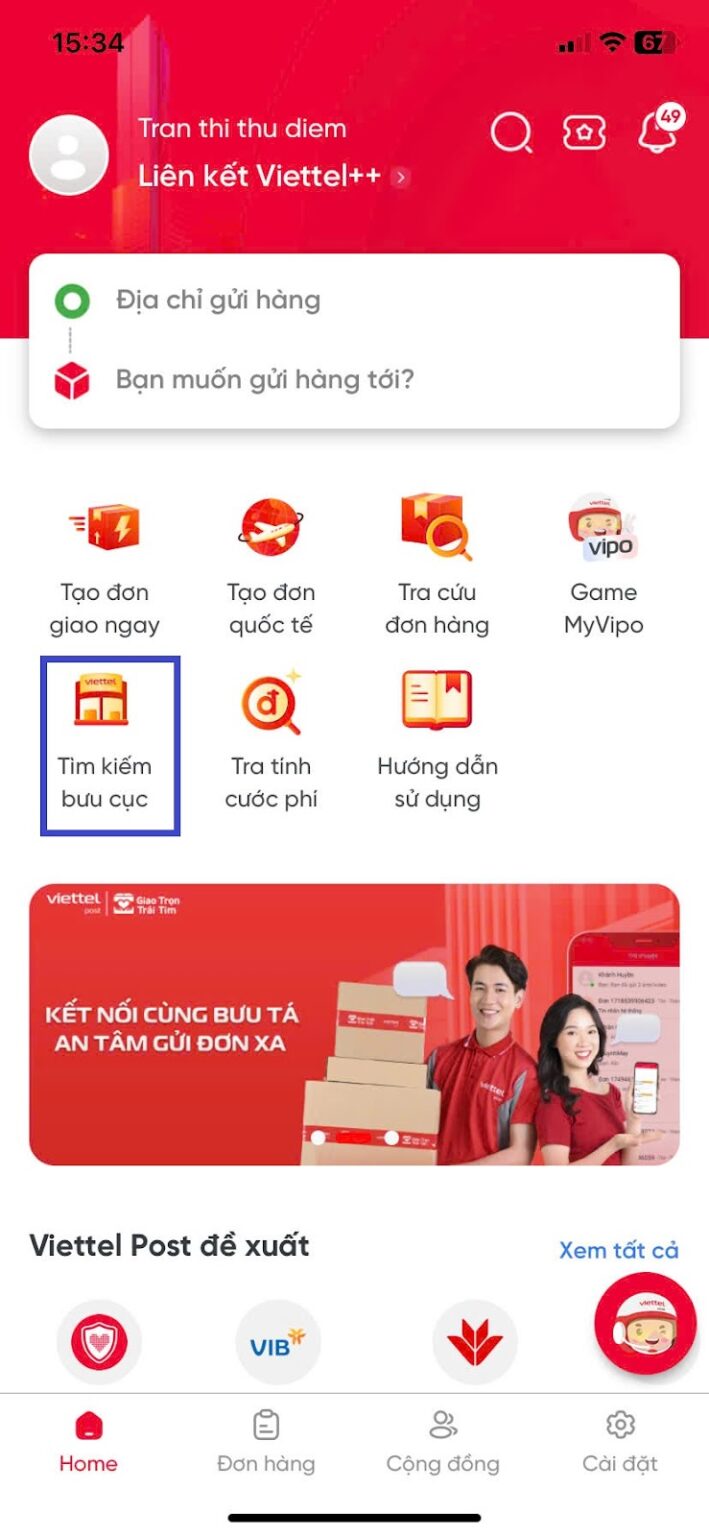 15:34
67
Tran thi thu diem
49
Liên kết Viettel++
Địa chỉ gửi hàng
Bạn muốn gửi hàng tới?
viettel
vipo
Tạo đơn
giao ngay
Tạo đơn
quốc tế
Tra cứu
đơn hàng
Game
MyVipo
viettel
đ
Tìm kiếm
bưu cục
Tra tính
cước phí
Hướng dẫn
sử dụng
viettel
post
Giao Trọn
Trái Tim
KẾT NỐI CÙNG BƯU TÁ
AN TÂM GỬI ĐƠN XA
Khánh Huyền
viettel
Viettel Post đề xuất
Xem tất cả
VIB
viettel
Home
Đơn hàng
Cộng đồng
Cài đặt